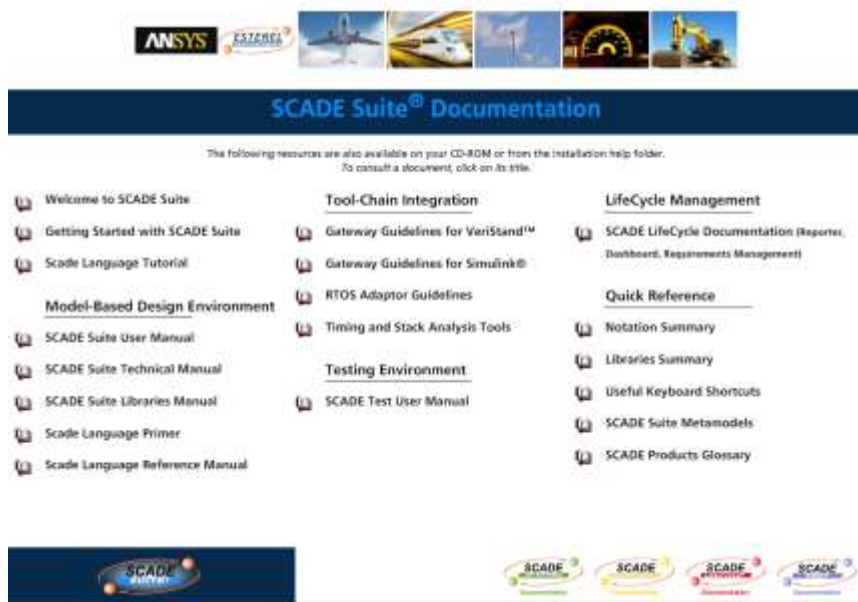 ANSYS
ESTEREL
SCADE Suite® Documentation
The following resources are also available on your CD-ROM or from the installation help folder.
To consult a document, click on its title.
Welcome to SCADE Suite
Getting Started with SCADE Suite
Scade Language Tutorial
Model-Based Design Environment
SCADE Suite User Manual
SCADE Suite Technical Manual
SCADE Suite Libraries Manual
Scade Language Primer
Scade Language Reference Manual
Tool-Chain Integration
Gateway Guidelines for VeriStand™
Gateway Guidelines for Simulink®
RTOS Adaptor Guidelines
Timing and Stack Analysis Tools
Testing Environment
SCADE Test User Manual
LifeCycle Management
SCADE LifeCycle Documentation (Reporter,
Dashboard, Requirements Management)
Quick Reference
Notation Summary
Libraries Summary
Useful Keyboard Shortcuts
SCADE Suite Metamodels
SCADE Products Glossary
SCADE
SCADE
Documentation
SCADE
Documentation
SCADE
Documentation
SCADE
Documentation